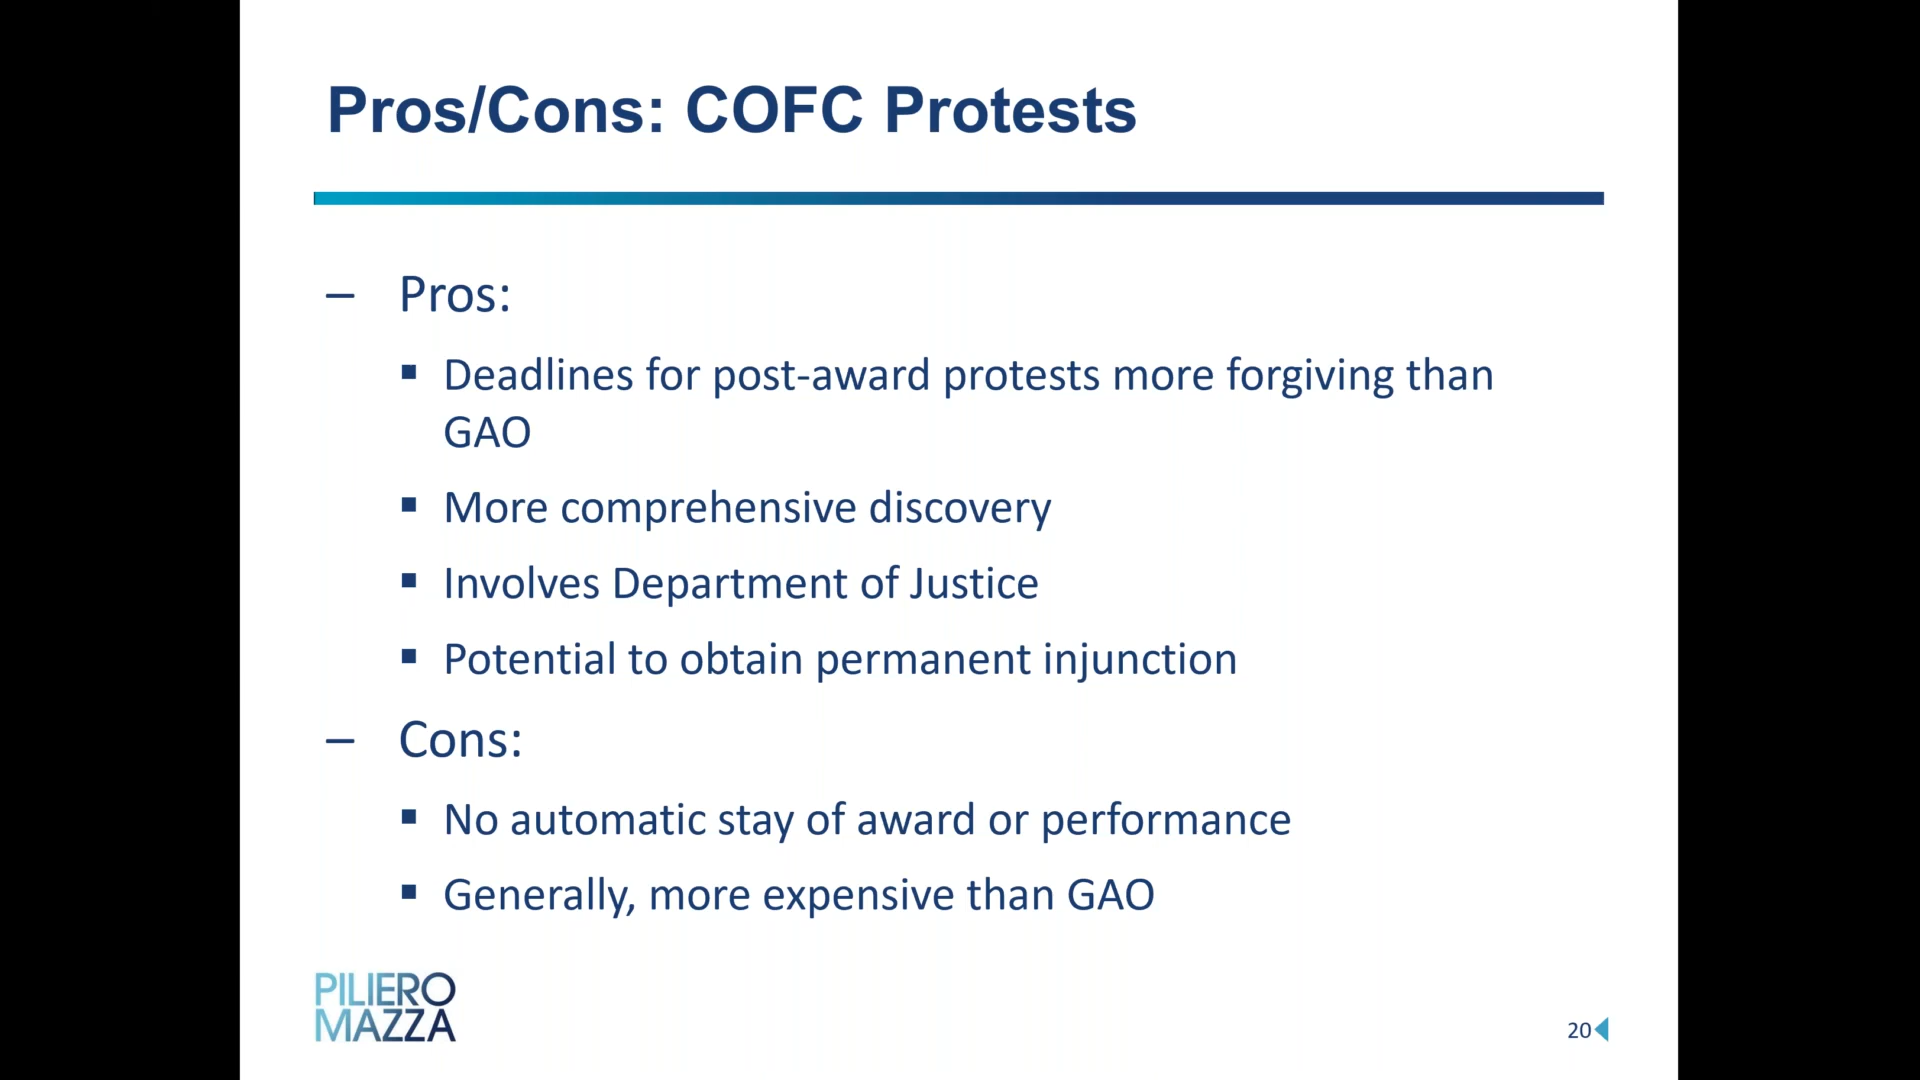 Pros/Cons: COFC Protests
– Pros:
▪ Deadlines for post-award protests more forgiving than
GAO
▪ More comprehensive discovery
▪ Involves Department of Justice
▪ Potential to obtain permanent injunction
– Cons:
▪ No automatic stay of award or performance
▪ Generally, more expensive than GAO
PILIERO
MAZZA
20